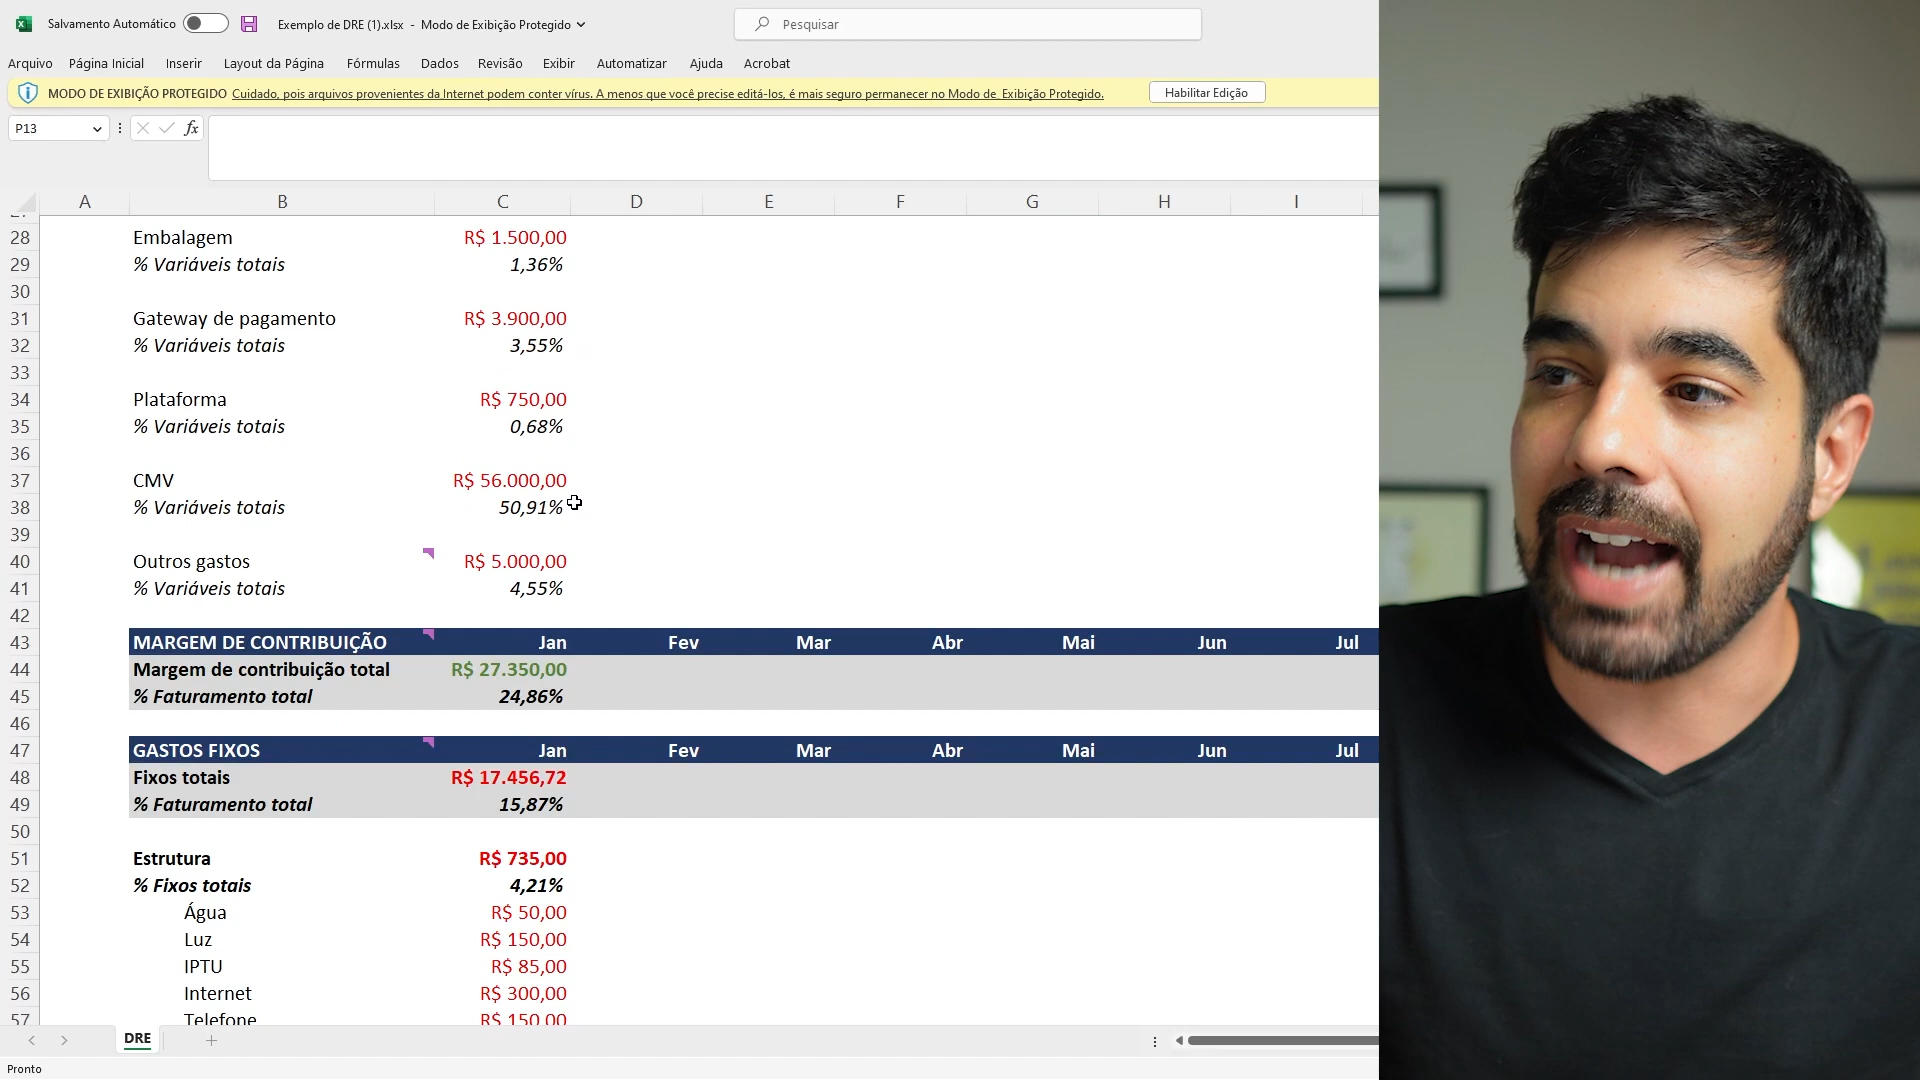 Salvamento Automático
Exemplo de DRE (1).xlsx - Modo de Exibição Protegido
Pesquisar
Arquivo Página Inicial Inserir Layout da Página Fórmulas Dados Revisão Exibir Automatizar Ajuda Acrobat
MODO DE EXIBIÇÃO PROTEGIDO Cuidado, pois arquivos provenientes da Internet podem conter vírus. A menos que você precise editá-los, é mais seguro permanecer no Modo de Exibição Protegido. Habilitar Edição
P13 fx
A B C D E F G H I
28 Embalagem R$ 1.500,00
29 % Variáveis totais 1,36%
30
31 Gateway de pagamento R$ 3.900,00
32 % Variáveis totais 3,55%
33
34 Plataforma R$ 750,00
35 % Variáveis totais 0,68%
36
37 CMV R$ 56.000,00
38 % Variáveis totais 50,91%
39
40 Outros gastos R$ 5.000,00
41 % Variáveis totais 4,55%
42
43 MARGEM DE CONTRIBUIÇÃO Jan Fev Mar Abr Mai Jun Jul
44 Margem de contribuição total R$ 27.350,00
45 % Faturamento total 24,86%
46
47 GASTOS FIXOS Jan Fev Mar Abr Mai Jun Jul
48 Fixos totais R$ 17.456,72
49 % Faturamento total 15,87%
50
51 Estrutura R$ 735,00
52 % Fixos totais 4,21%
53 Água R$ 50,00
54 Luz R$ 150,00
55 IPTU R$ 85,00
56 Internet R$ 300,00
57 Telefone R$ 150,00
DRE
Pronto